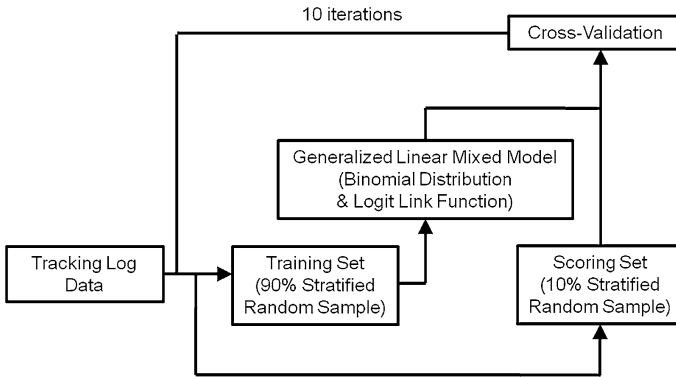 10 iterations
Cross-Validation
Generalized Linear Mixed Model
(Binomial Distribution
& Logit Link Function)
Tracking Log
Data
Training Set
(90% Stratified
Random Sample)
Scoring Set
(10% Stratified
Random Sample)